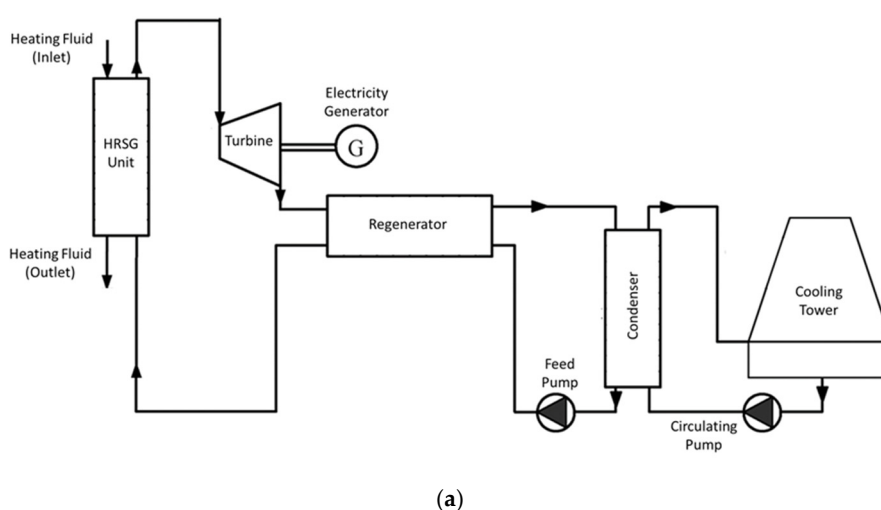 Heating Fluid
(Inlet)
HRSG
Unit
Heating Fluid
(Outlet)
Turbine
Electricity
Generator
G
Regenerator
Feed
Pump
Condenser
Circulating
Pump
Cooling
Tower
(a)